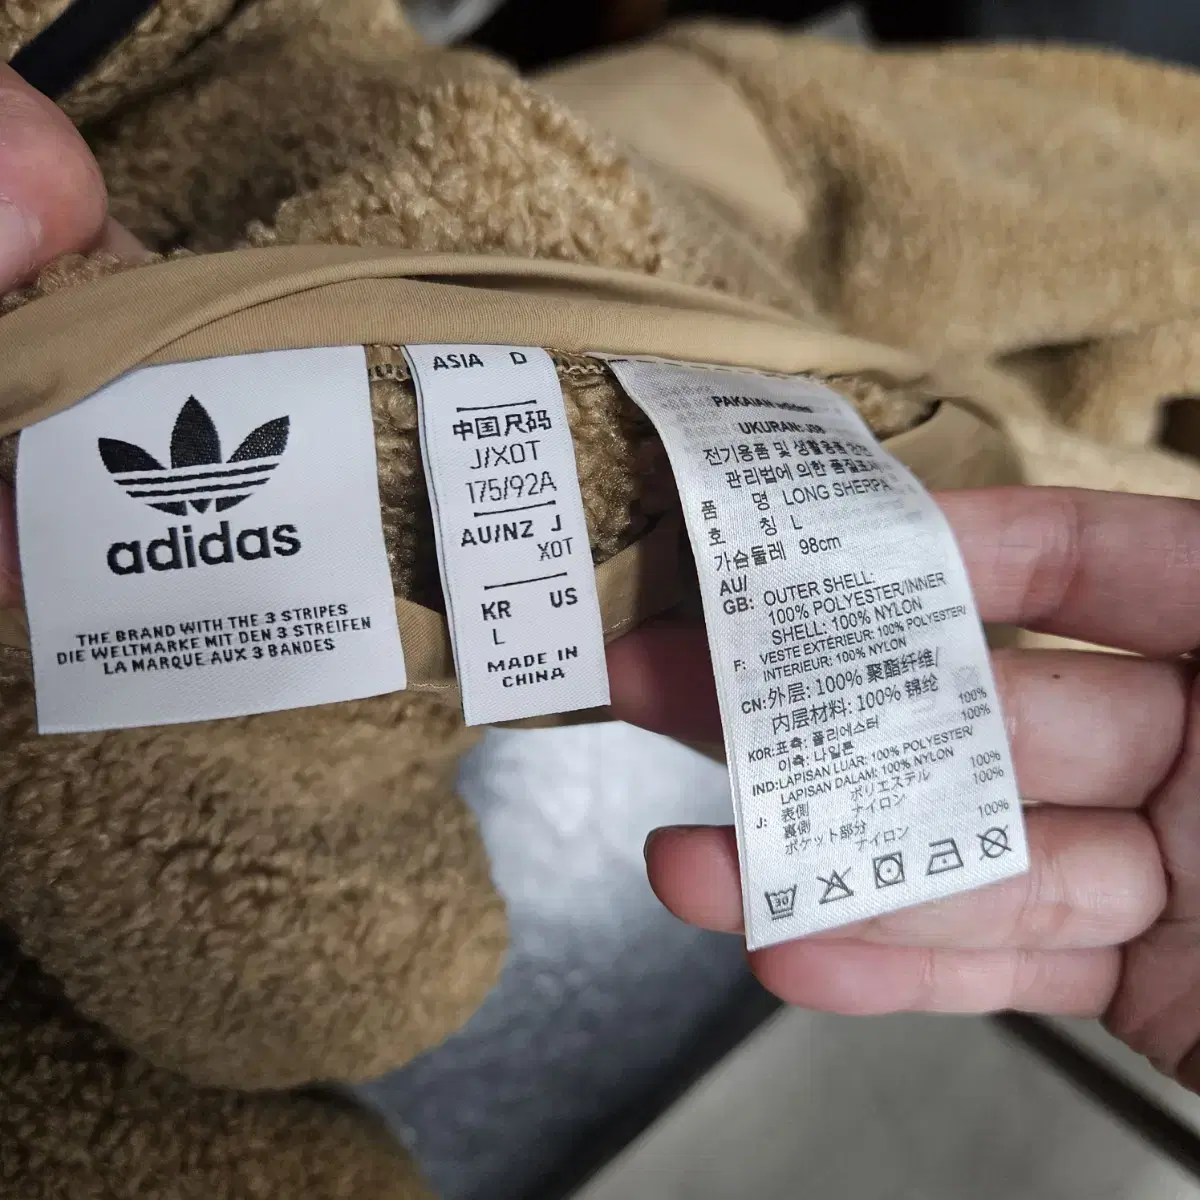 adidas
THE BRAND WITH THE 3 STRIPES
DIE WELTMARKE MIT DEN 3 STREIFEN
LA MARQUE AUX 3 BANDES
ASIA D
中国尺码
J/XOT
175/92A
AU/NZ J
XOT
KR US
L
MADE IN
CHINA
PAKAIAN adidas
UKURAN: J/
전기용품 및 생활용품 안전
관리법에 의한 품질표시
품 명 LONG SHERPA
호 칭 L
가슴둘레 98cm
AU/
GB: OUTER SHELL:
100% POLYESTER/INNER
SHELL: 100% NYLON
F: VESTE EXTÉRIEUR: 100% POLYESTER/
INTERIEUR: 100% NYLON
CN:外层: 100% 聚酯纤维/
内层材料: 100% 锦纶
KOR:표측: 폴리에스터 100%
이측: 나일론 100%
IND:LAPISAN LUAR: 100% POLYESTER/
LAPISAN DALAM: 100% NYLON
J: 表側 ポリエステル 100%
裏側 ナイロン 100%
ポケット部分 ナイロン 100%
30